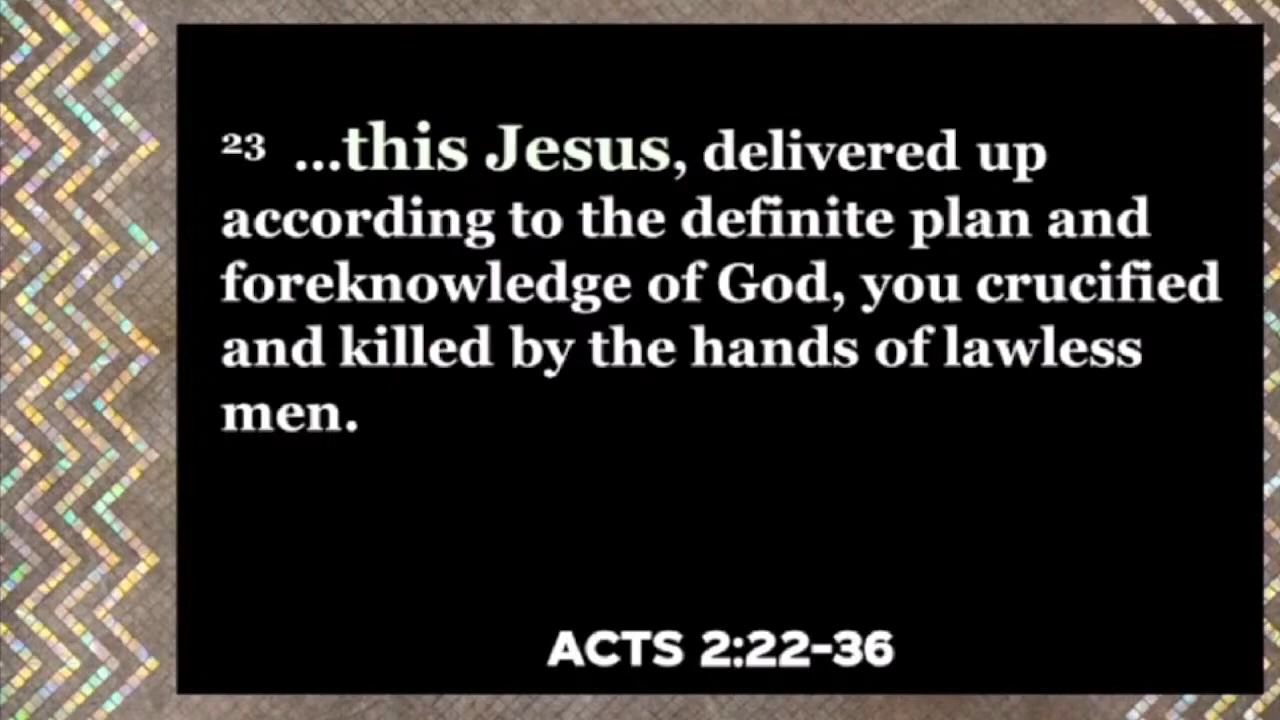 23 ...this Jesus, delivered up
according to the definite plan and
foreknowledge of God, you crucified
and killed by the hands of lawless
men.
ACTS 2:22-36